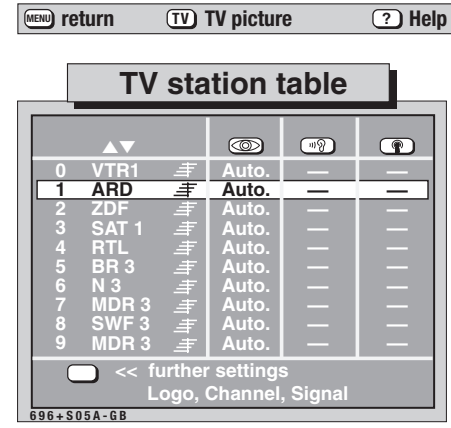 MENU return TV TV picture ? Help
TV station table
0 VTR1 Auto. — —
1 ARD Auto. — —
2 ZDF Auto. — —
3 SAT 1 Auto. — —
4 RTL Auto. — —
5 BR 3 Auto. — —
6 N 3 Auto. — —
7 MDR 3 Auto. — —
8 SWF 3 Auto. — —
9 MDR 3 Auto. — —
<< further settings
Logo, Channel, Signal
696+S05A-GB